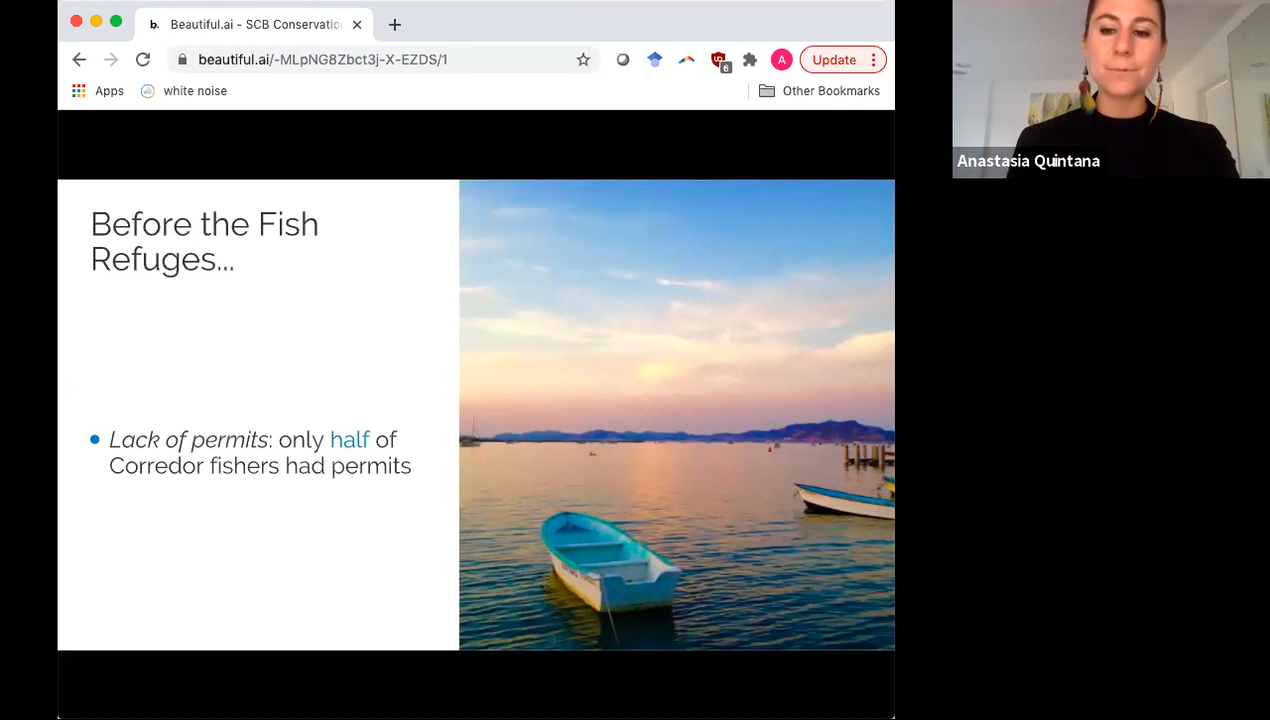 b. Beautiful.ai - SCB Conservatio
beautiful.ai/-MLpNG8Zbct3j-X-EZDS/1
6
A
Update
Apps
white noise
Other Bookmarks
Before the Fish
Refuges...
Lack of permits: only half of
Corredor fishers had permits
Anastasia Quintana